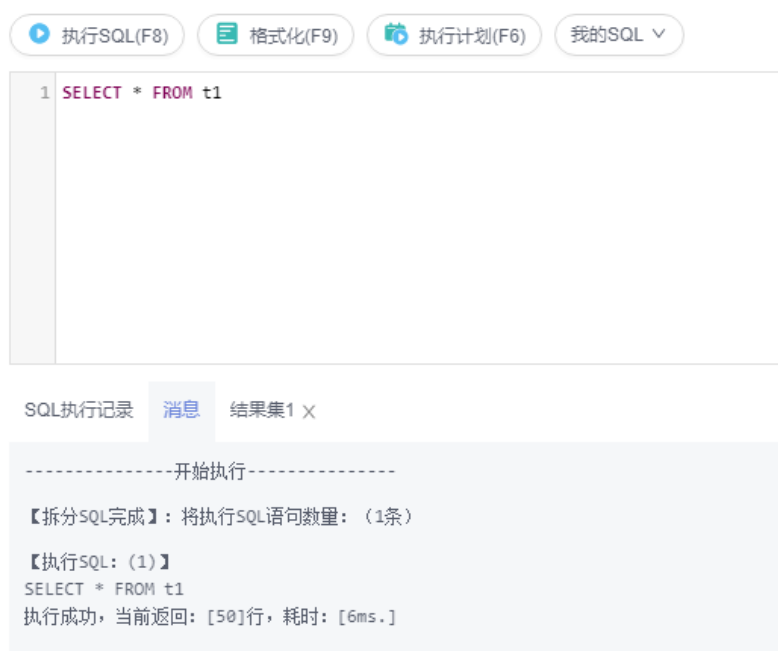 执行SQL(F8) 格式化(F9) 执行计划(F6) 我的SQL
1 SELECT * FROM t1
SQL执行记录 消息 结果集1 X
---------------开始执行---------------
【拆分SQL完成】：将执行SQL语句数量：（1条）
【执行SQL：(1)】
SELECT * FROM t1
执行成功，当前返回：[50]行，耗时：[6ms.]